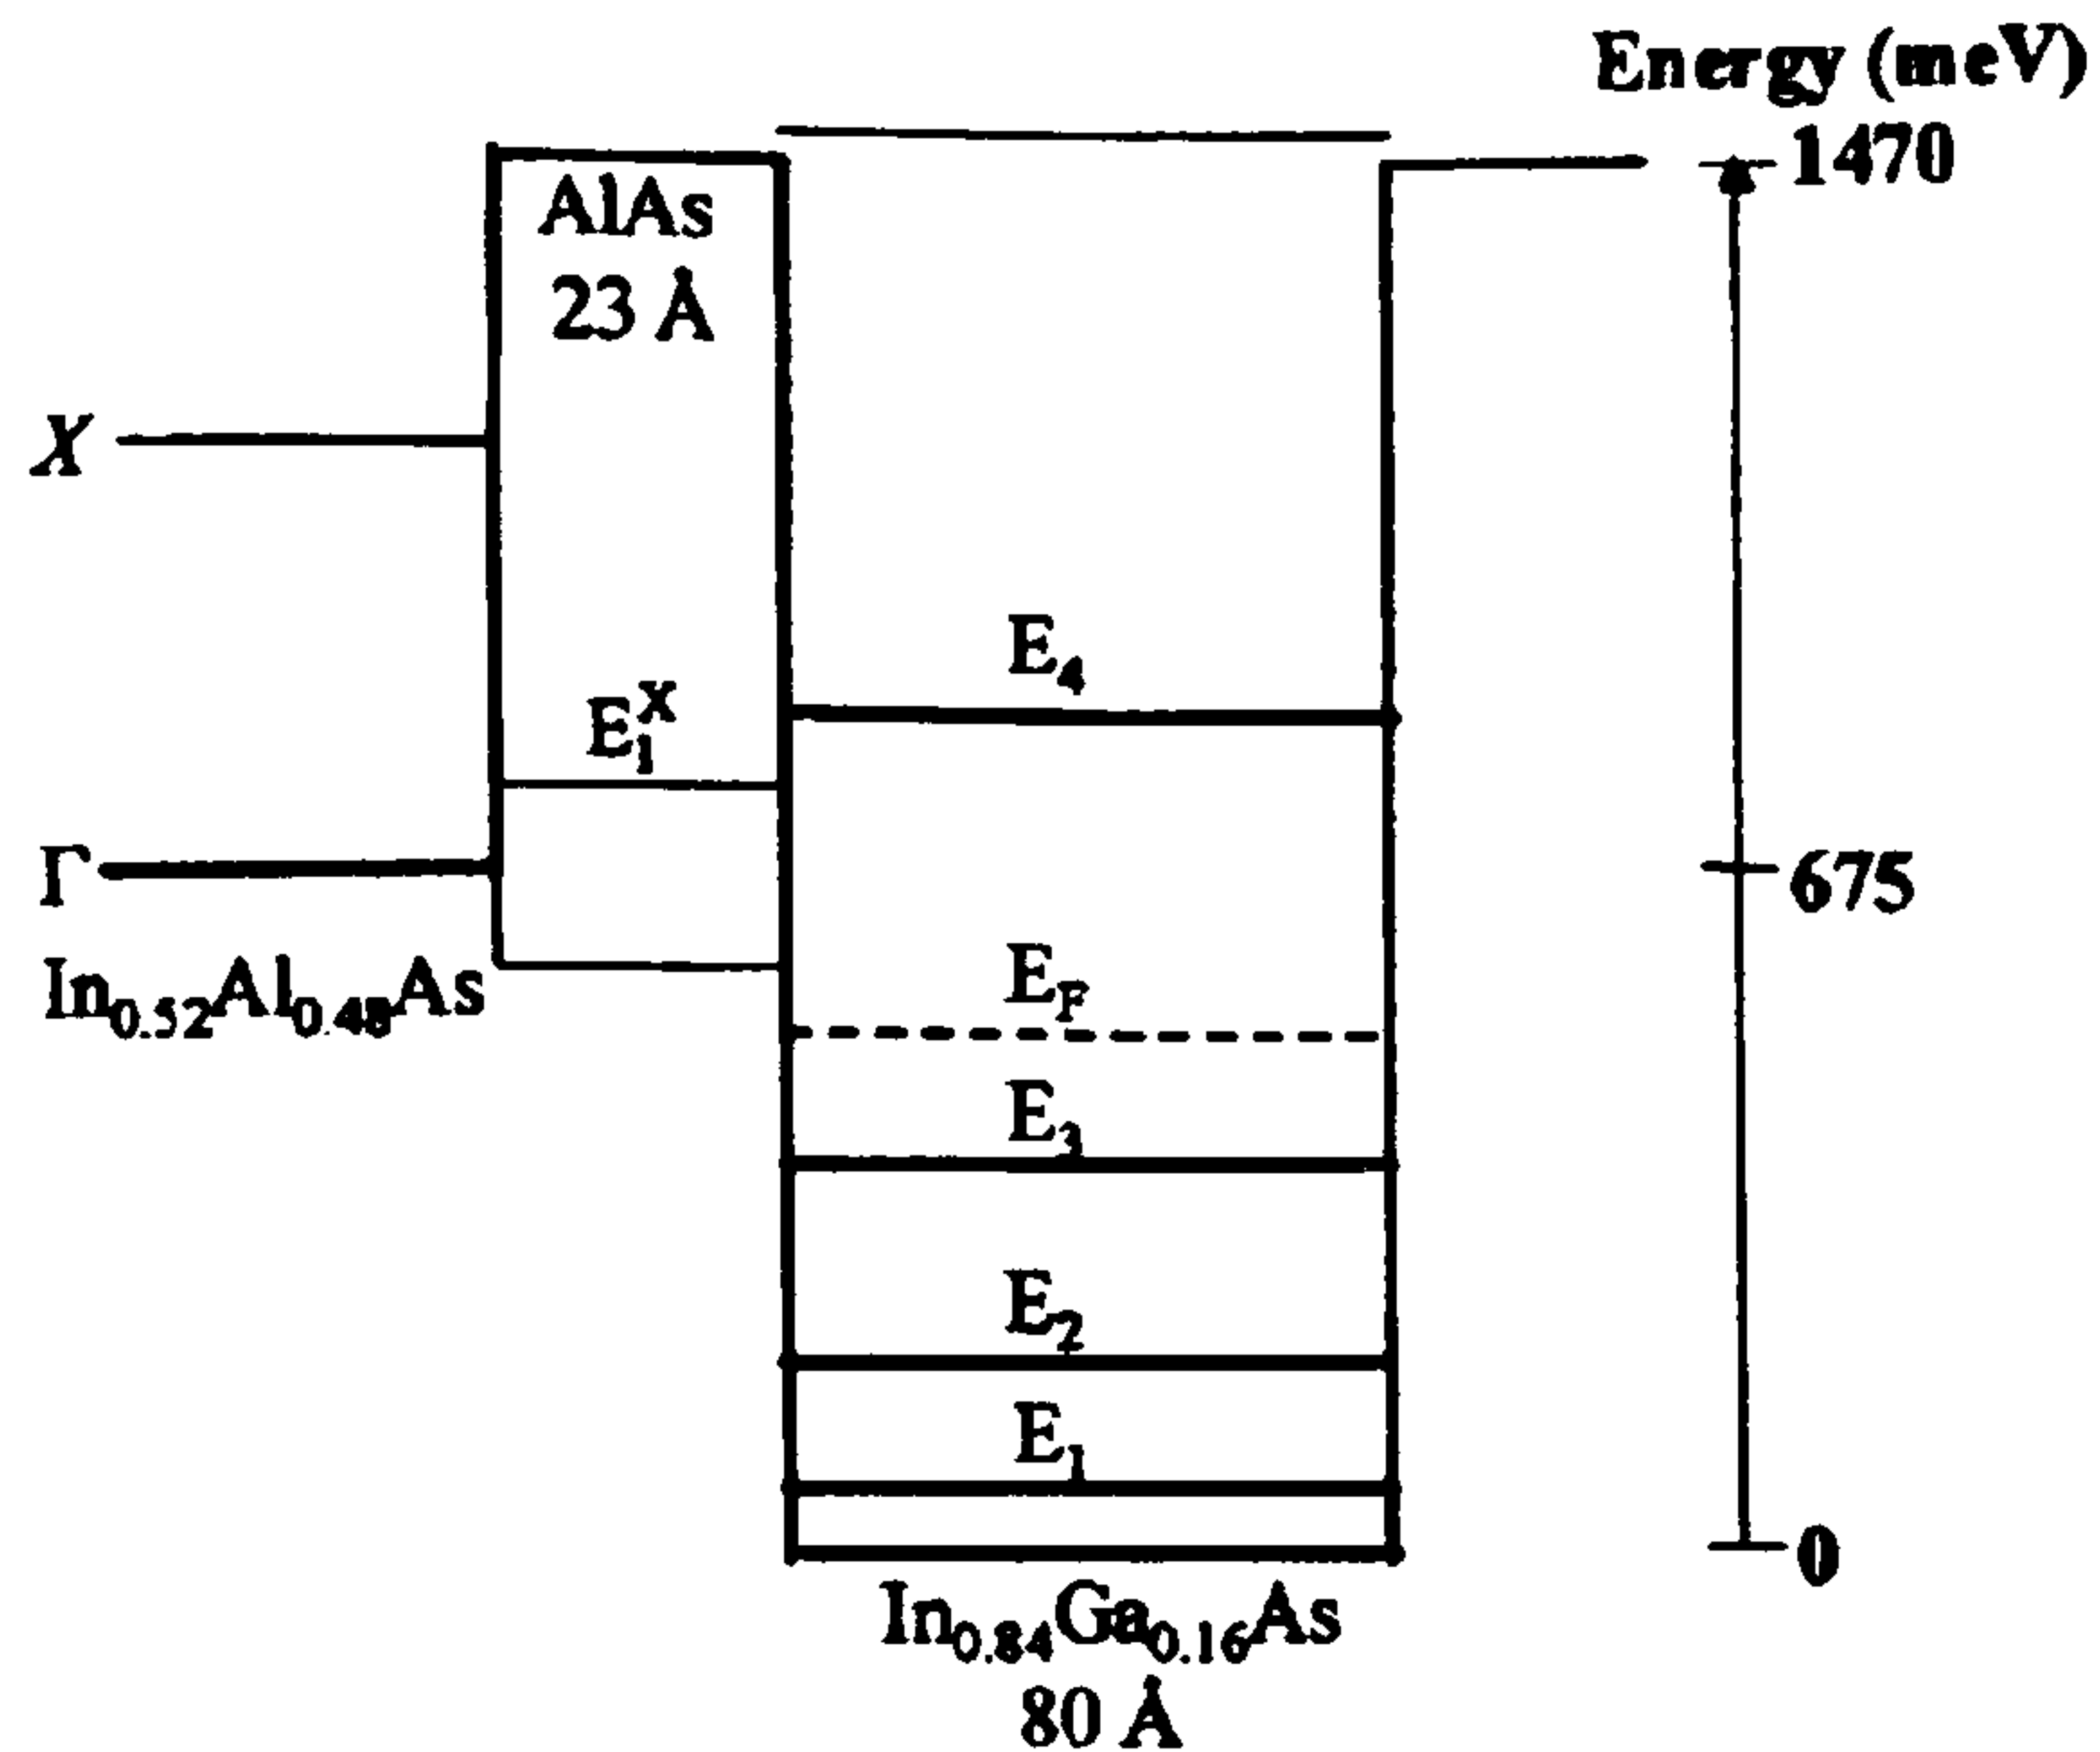 Energy (meV)
1470
AlAs
23 Å
X
E₄
E₁ˣ
Γ
675
In₀.₅₂Al₀.₄₈As
E_F
E₃
E₂
E₁
0
In₀.₈₄Ga₀.₁₆As
80 Å